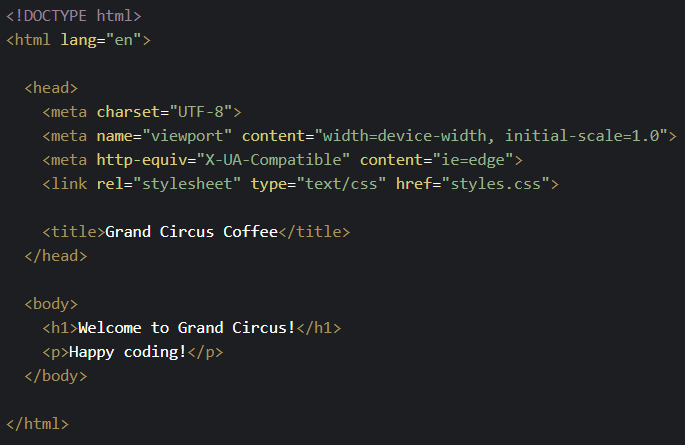 <!DOCTYPE html>
<html lang="en">
<head>
<meta charset="UTF-8">
<meta name="viewport" content="width=device-width, initial-scale=1.0">
<meta http-equiv="X-UA-Compatible" content="ie=edge">
<link rel="stylesheet" type="text/css" href="styles.css">
<title>Grand Circus Coffee</title>
</head>
<body>
<h1>Welcome to Grand Circus!</h1>
<p>Happy coding!</p>
</body>
</html>